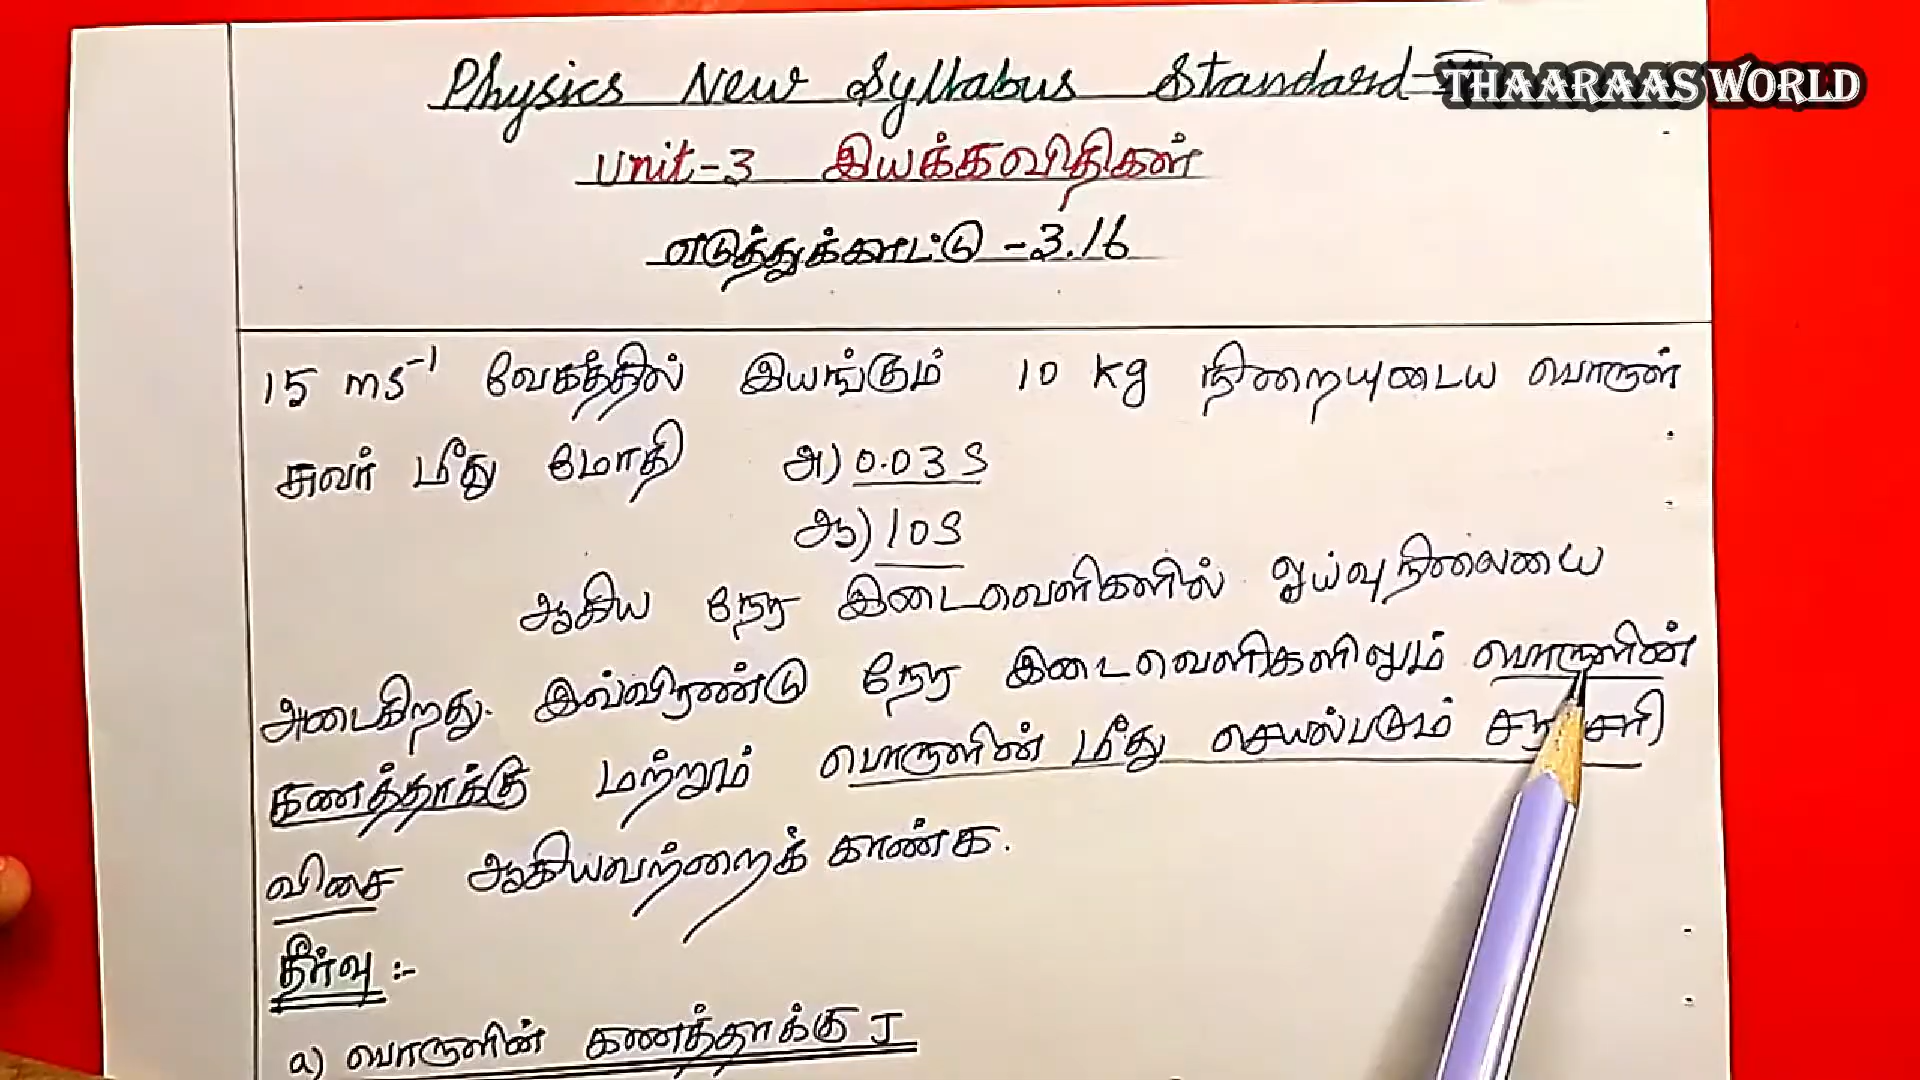 Physics New Syllabus Standard-
THAARAAS WORLD
Unit-3 இயக்கவிதிகள்
எடுத்துக்காட்டு - 3.16
15 ms⁻¹ வேகத்தில் இயங்கும் 10 kg நிறையுடைய பொருள்
சுவர் மீது மோதி அ) 0.03 S
ஆ) 10 S
ஆகிய நேர இடைவெளிகளில் ஓய்வுநிலையை
அடைகிறது. இவ்விரண்டு நேர இடைவெளிகளிலும் பொருளின்
கணத்தாக்கு மற்றும் பொருளின் மீது செயல்படும் சராசரி
விசை ஆகியவற்றைக் காண்க.
தீர்வு :-
a) பொருளின் கணத்தாக்கு J